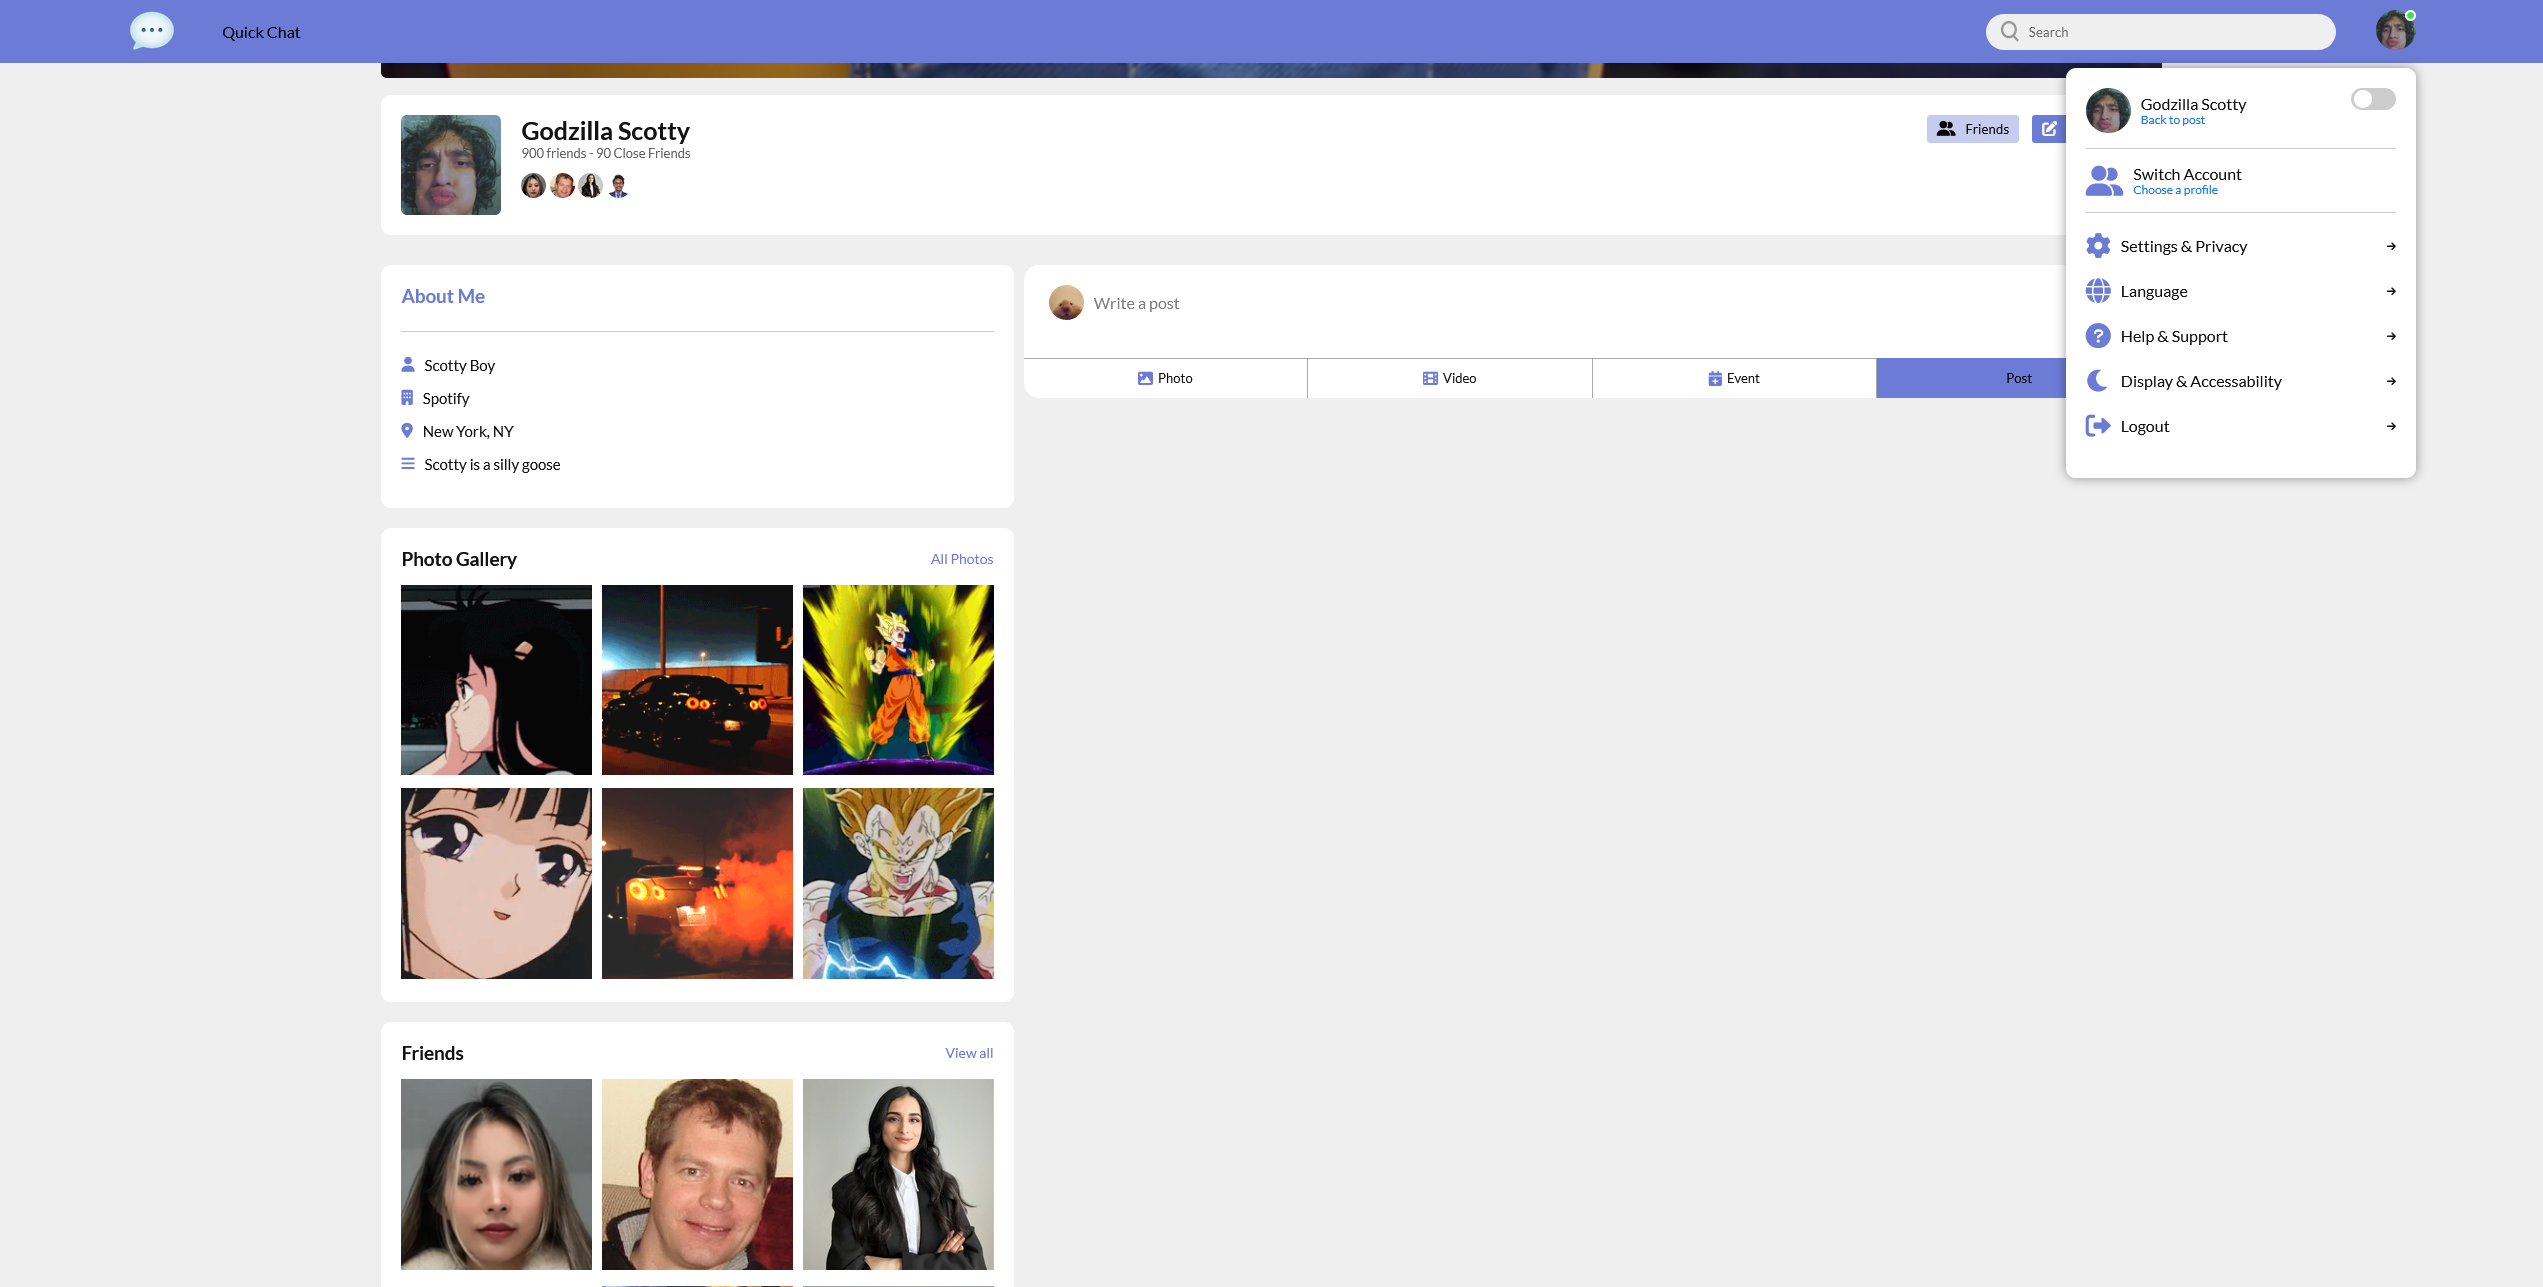 Quick Chat
Search
Godzilla Scotty
900 friends - 90 Close Friends
Friends
Godzilla Scotty
Back to post
Switch Account
Choose a profile
Settings & Privacy
Language
Help & Support
Display & Accessability
Logout
About Me
Scotty Boy
Spotify
New York, NY
Scotty is a silly goose
Write a post
Photo
Video
Event
Post
Photo Gallery
All Photos
Friends
View all